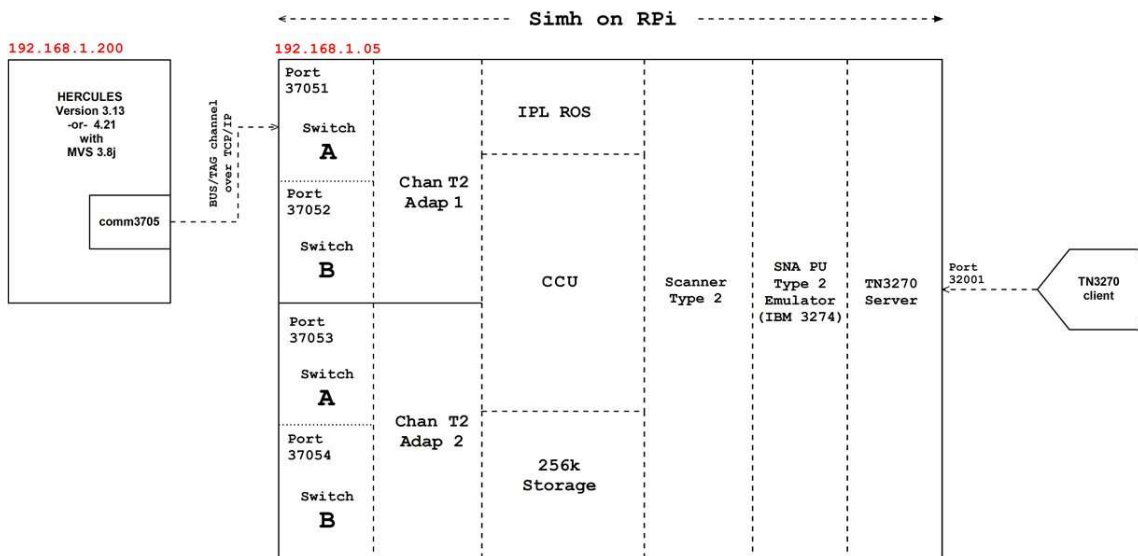 Simh on RPi
192.168.1.200
192.168.1.05
HERCULES
Version 3.13
-or- 4.21
with
MVS 3.8j
comm3705
BUS/TAG channel
over TCP/IP
Port
37051
Switch
A
Port
37052
Switch
B
Port
37053
Switch
A
Port
37054
Switch
B
Chan T2
Adap 1
Chan T2
Adap 2
IPL ROS
CCU
256k
Storage
Scanner
Type 2
SNA PU
Type 2
Emulator
(IBM 3274)
TN3270
Server
Port
32001
TN3270
client